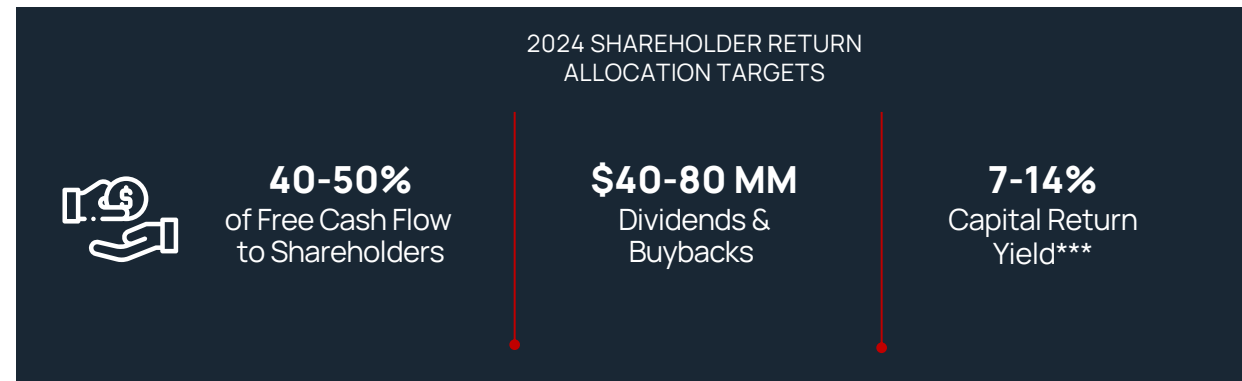 2024 SHAREHOLDER RETURN
ALLOCATION TARGETS
40-50%
of Free Cash Flow
to Shareholders
$40-80 MM
Dividends &
Buybacks
7-14%
Capital Return
Yield***